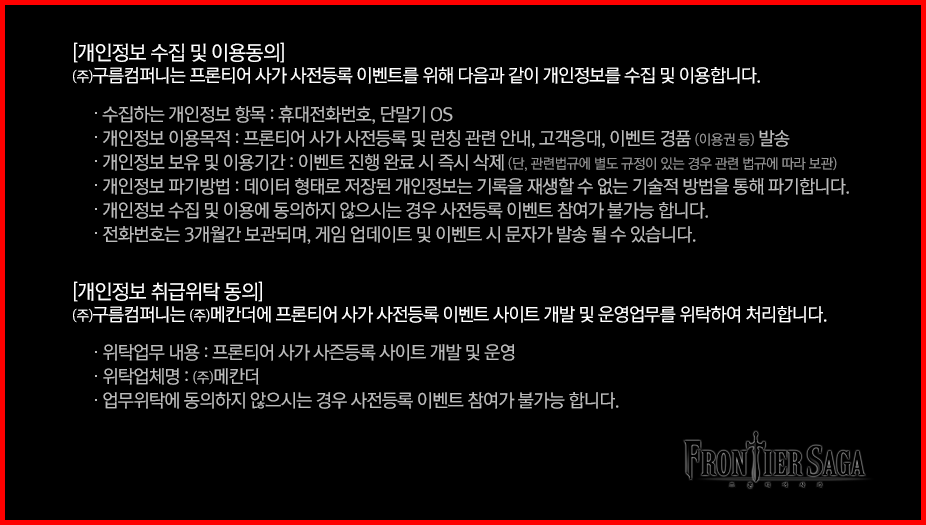 [개인정보 수집 및 이용동의]
㈜구름컴퍼니는 프론티어 사가 사전등록 이벤트를 위해 다음과 같이 개인정보를 수집 및 이용합니다.
· 수집하는 개인정보 항목 : 휴대전화번호, 단말기 OS
· 개인정보 이용목적 : 프론티어 사가 사전등록 및 런칭 관련 안내, 고객응대, 이벤트 경품 (이용권 등) 발송
· 개인정보 보유 및 이용기간 : 이벤트 진행 완료 시 즉시 삭제 (단, 관련법규에 별도 규정이 있는 경우 관련 법규에 따라 보관)
· 개인정보 파기방법 : 데이터 형태로 저장된 개인정보는 기록을 재생할 수 없는 기술적 방법을 통해 파기합니다.
· 개인정보 수집 및 이용에 동의하지 않으시는 경우 사전등록 이벤트 참여가 불가능 합니다.
· 전화번호는 3개월간 보관되며, 게임 업데이트 및 이벤트 시 문자가 발송 될 수 있습니다.
[개인정보 취급위탁 동의]
㈜구름컴퍼니는 ㈜메칸더에 프론티어 사가 사전등록 이벤트 사이트 개발 및 운영업무를 위탁하여 처리합니다.
· 위탁업무 내용 : 프론티어 사가 사즌등록 사이트 개발 및 운영
· 위탁업체명 : ㈜메칸더
· 업무위탁에 동의하지 않으시는 경우 사전등록 이벤트 참여가 불가능 합니다.
FRONTIER SAGA
프론티어사가